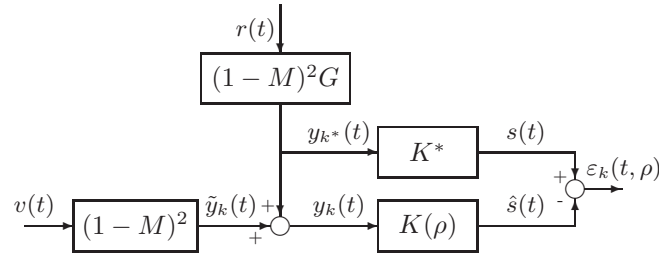 r(t)
(1 − M)²G
y_{k*}(t)
K*
s(t)
+
ε_k(t, ρ)
v(t)
(1 − M)²
ỹ_k(t)
+
+
y_k(t)
K(ρ)
ŝ(t)
-